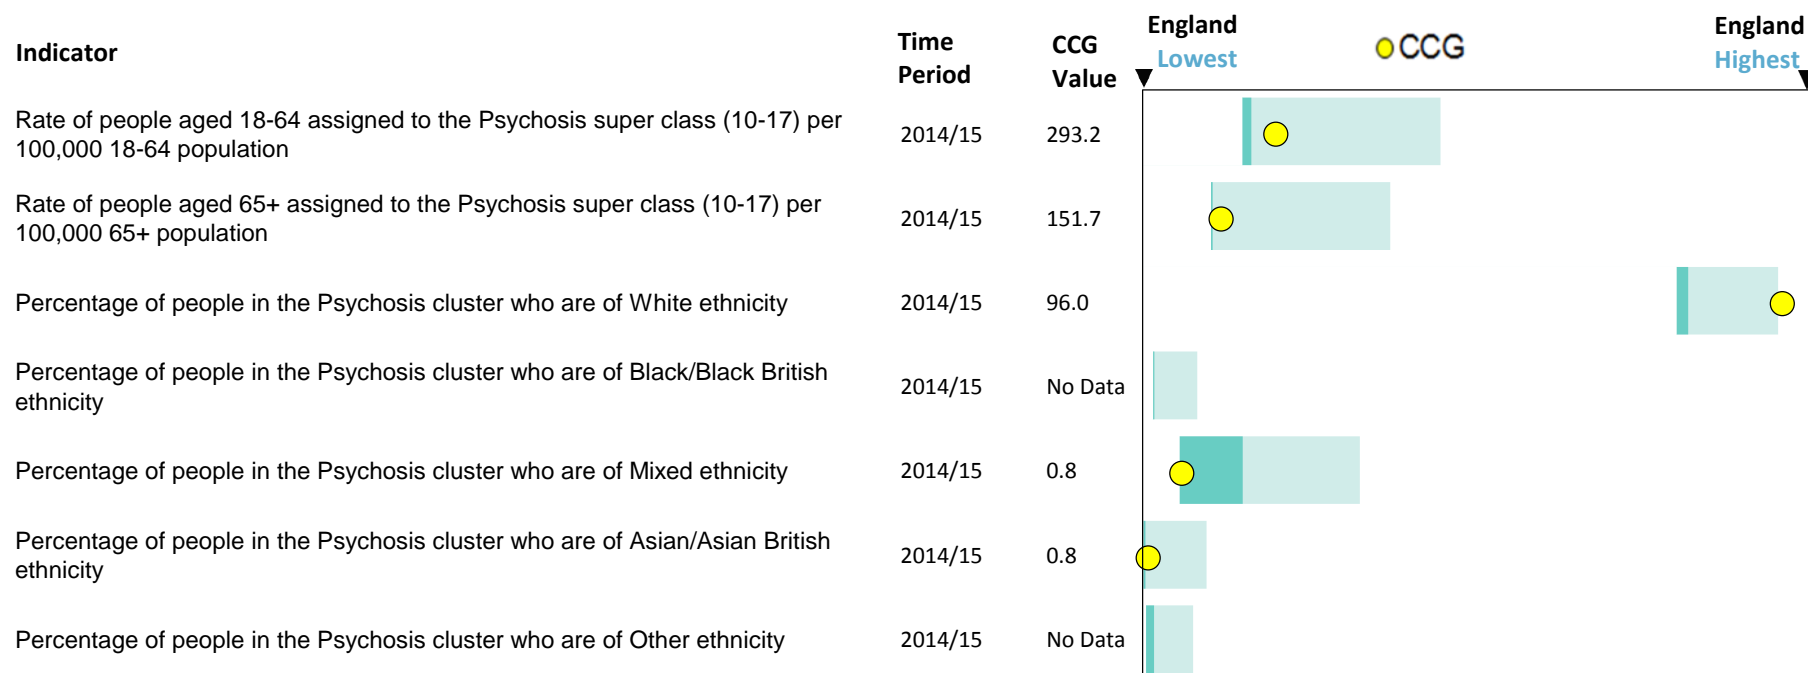 Indicator
Time Period
CCG Value
England Lowest
CCG
England Highest
Rate of people aged 18-64 assigned to the Psychosis super class (10-17) per
100,000 18-64 population
2014/15
293.2
Rate of people aged 65+ assigned to the Psychosis super class (10-17) per
100,000 65+ population
2014/15
151.7
Percentage of people in the Psychosis cluster who are of White ethnicity
2014/15
96.0
Percentage of people in the Psychosis cluster who are of Black/Black British
ethnicity
2014/15
No Data
Percentage of people in the Psychosis cluster who are of Mixed ethnicity
2014/15
0.8
Percentage of people in the Psychosis cluster who are of Asian/Asian British
ethnicity
2014/15
0.8
Percentage of people in the Psychosis cluster who are of Other ethnicity
2014/15
No Data